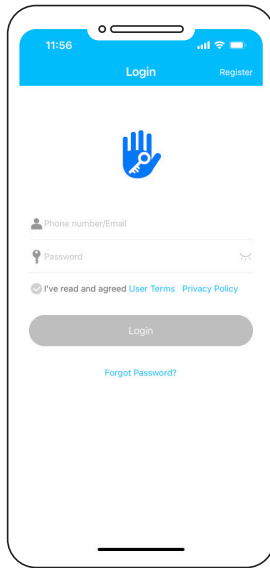 11:56
Login
Register
Phone number/Email
Password
I've read and agreed User Terms Privacy Policy
Login
Forgot Password?